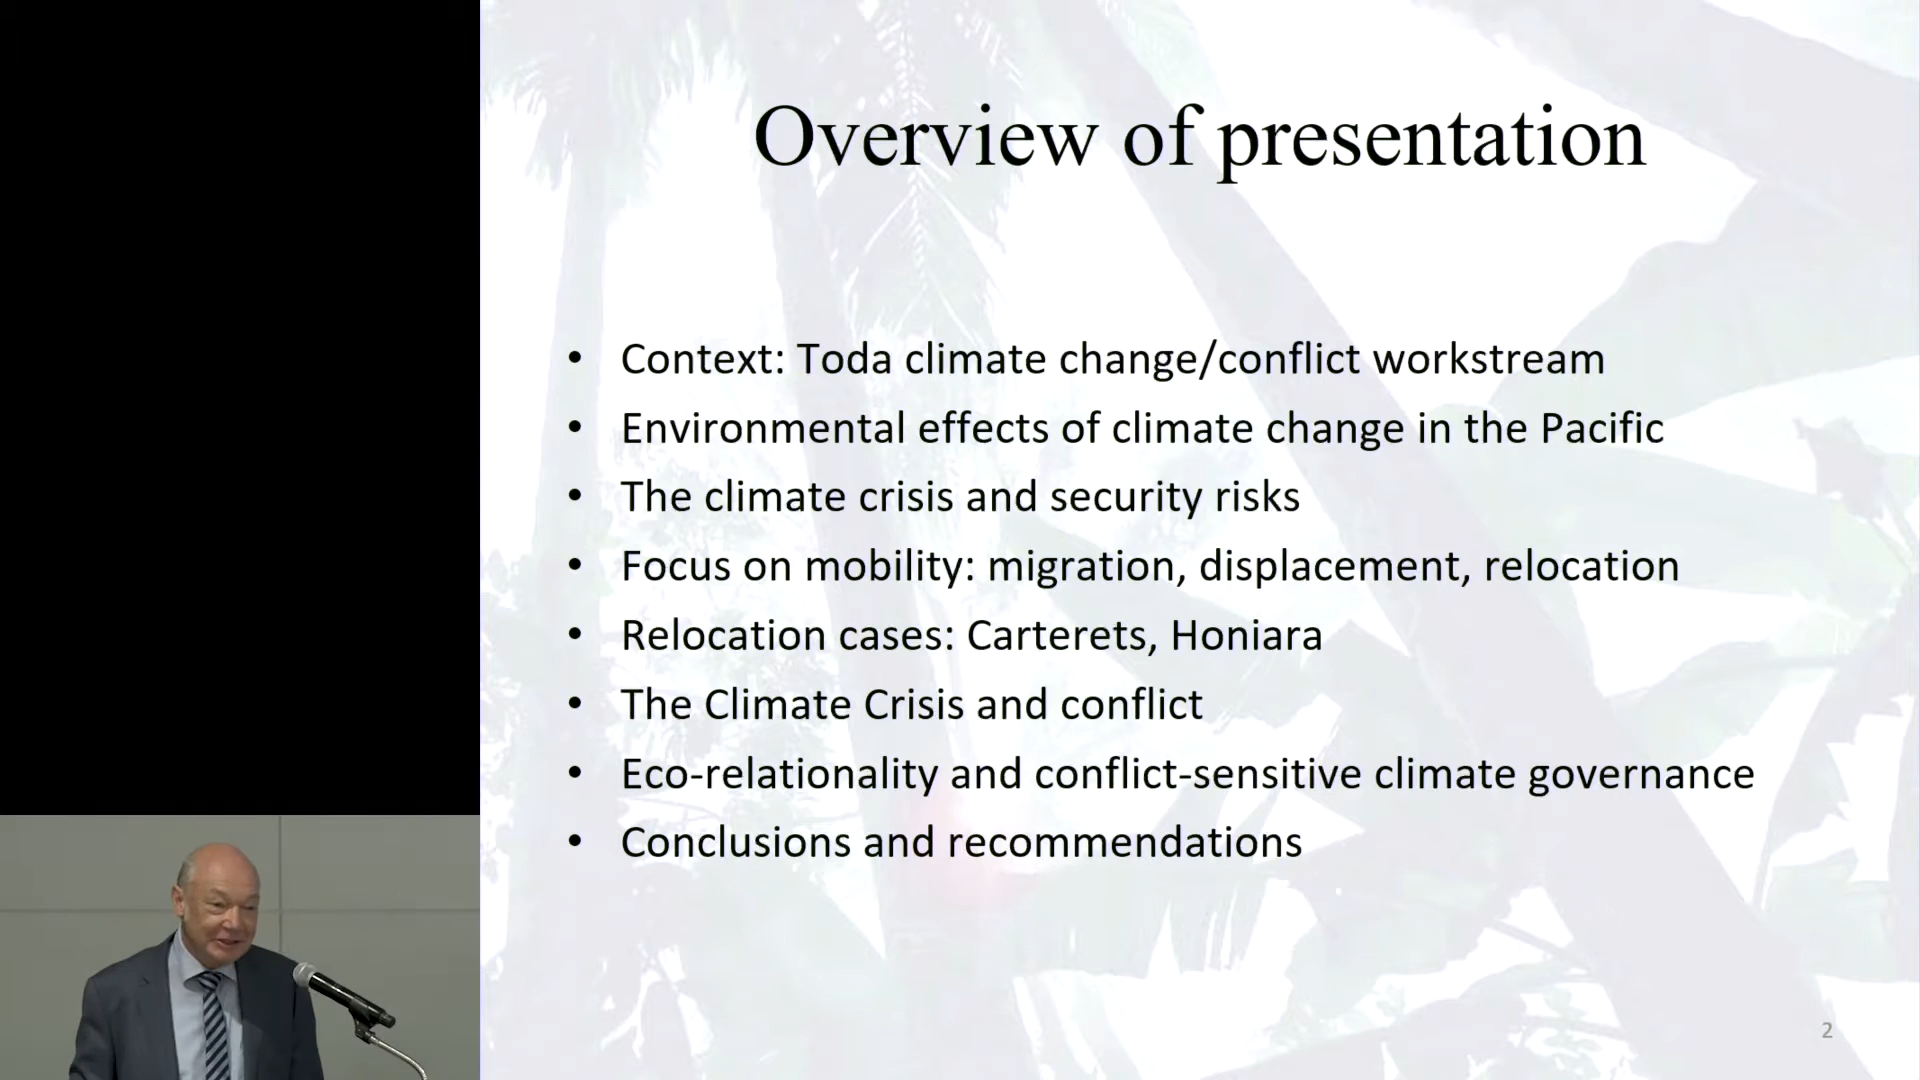 Overview of presentation
• Context: Toda climate change/conflict workstream
• Environmental effects of climate change in the Pacific
• The climate crisis and security risks
• Focus on mobility: migration, displacement, relocation
• Relocation cases: Carterets, Honiara
• The Climate Crisis and conflict
• Eco-relationality and conflict-sensitive climate governance
• Conclusions and recommendations
2